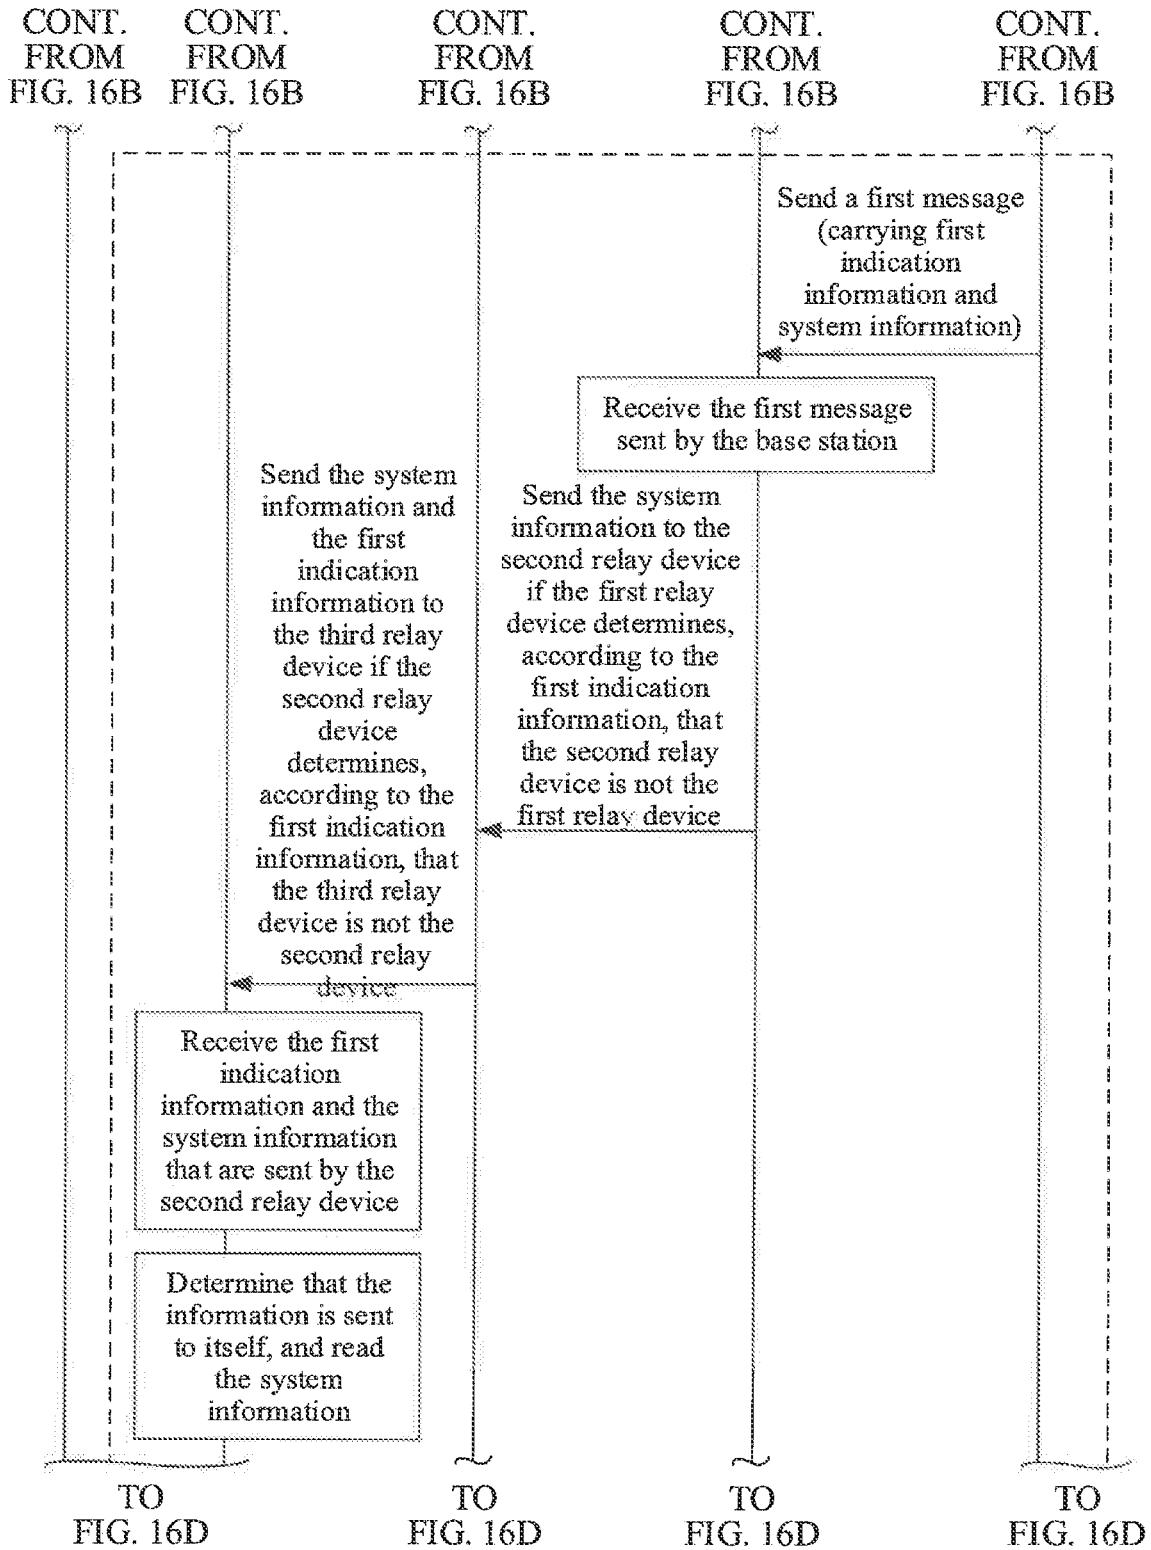 CONT.
FROM
FIG. 16B
CONT.
FROM
FIG. 16B
CONT.
FROM
FIG. 16B
CONT.
FROM
FIG. 16B
CONT.
FROM
FIG. 16B
Send a first message
(carrying first
indication
information and
system information)
Receive the first message
sent by the base station
Send the system
information to the
second relay device
if the first relay
device determines,
according to the
first indication
information, that
the second relay
device is not the
first relay device
Send the system
information and
the first
indication
information to
the third relay
device if the
second relay
device
determines,
according to the
first indication
information, that
the third relay
device is not the
second relay
device
Receive the first
indication
information and the
system information
that are sent by the
second relay device
Determine that the
information is sent
to itself, and read
the system
information
TO
FIG. 16D
TO
FIG. 16D
TO
FIG. 16D
TO
FIG. 16D